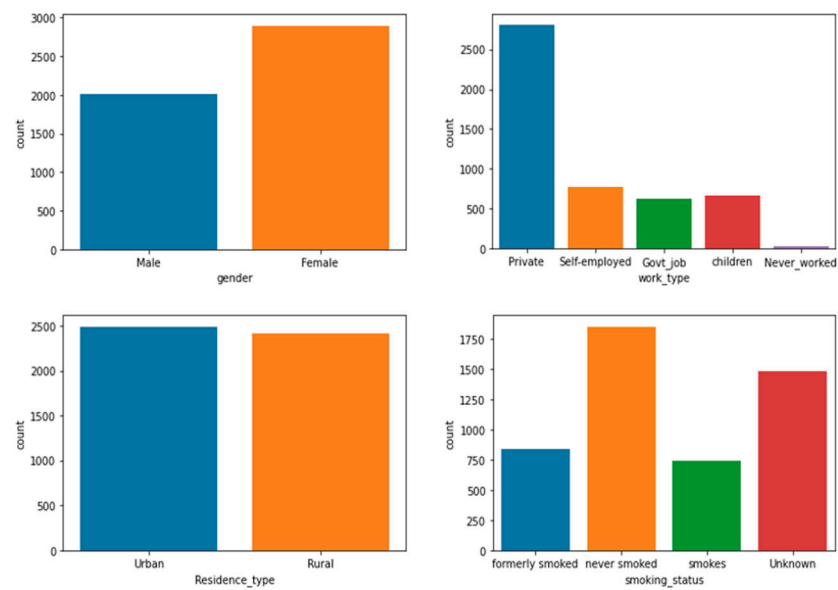 3000
2500
2000
1500
1000
500
0
count
Male Female
gender
2500
2000
1500
1000
500
0
count
Private Self-employed Govt_job children Never_worked
work_type
2500
2000
1500
1000
500
0
count
Urban Rural
Residence_type
1750
1500
1250
1000
750
500
250
0
count
formerly smoked never smoked smokes Unknown
smoking_status